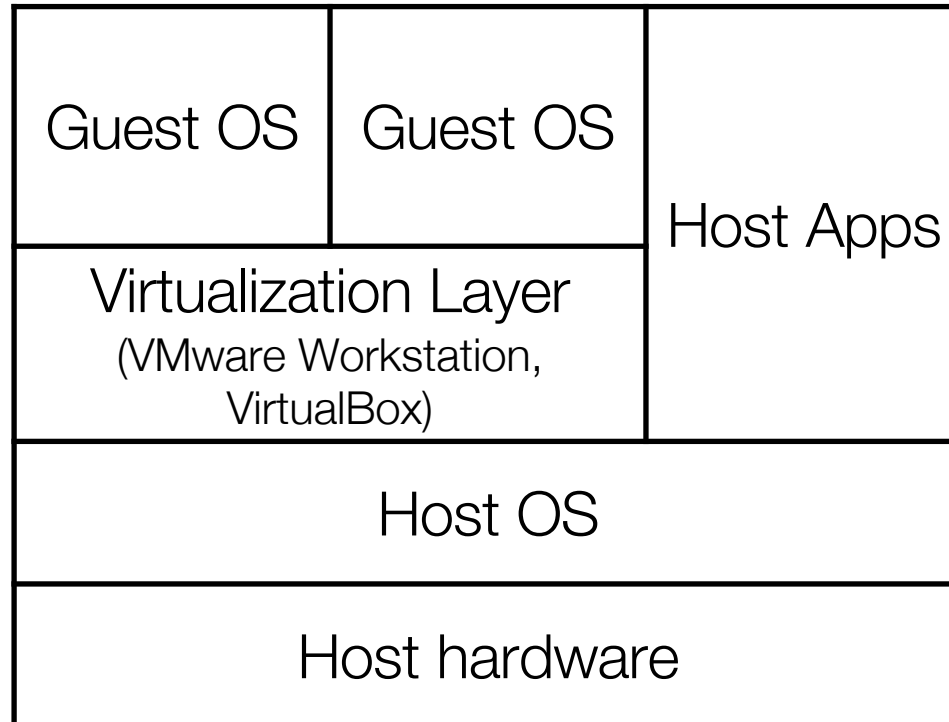 Guest OS
Guest OS
Host Apps
Virtualization Layer
(VMware Workstation,
VirtualBox)
Host OS
Host hardware